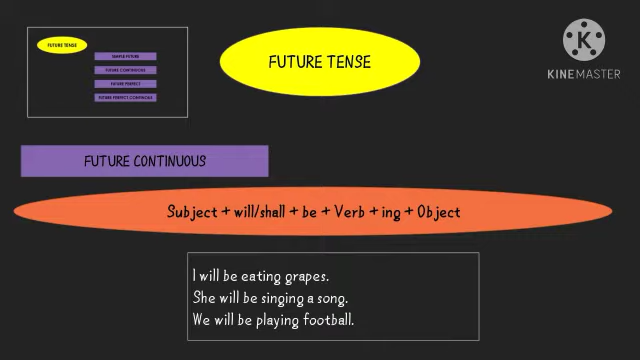 FUTURE TENSE
SIMPLE FUTURE
FUTURE CONTINUOUS
FUTURE PERFECT
FUTURE PERFECT CONTINUOUS
FUTURE TENSE
KINEMASTER
FUTURE CONTINUOUS
Subject + will/shall + be + Verb + ing + Object
I will be eating grapes.
She will be singing a song.
We will be playing football.